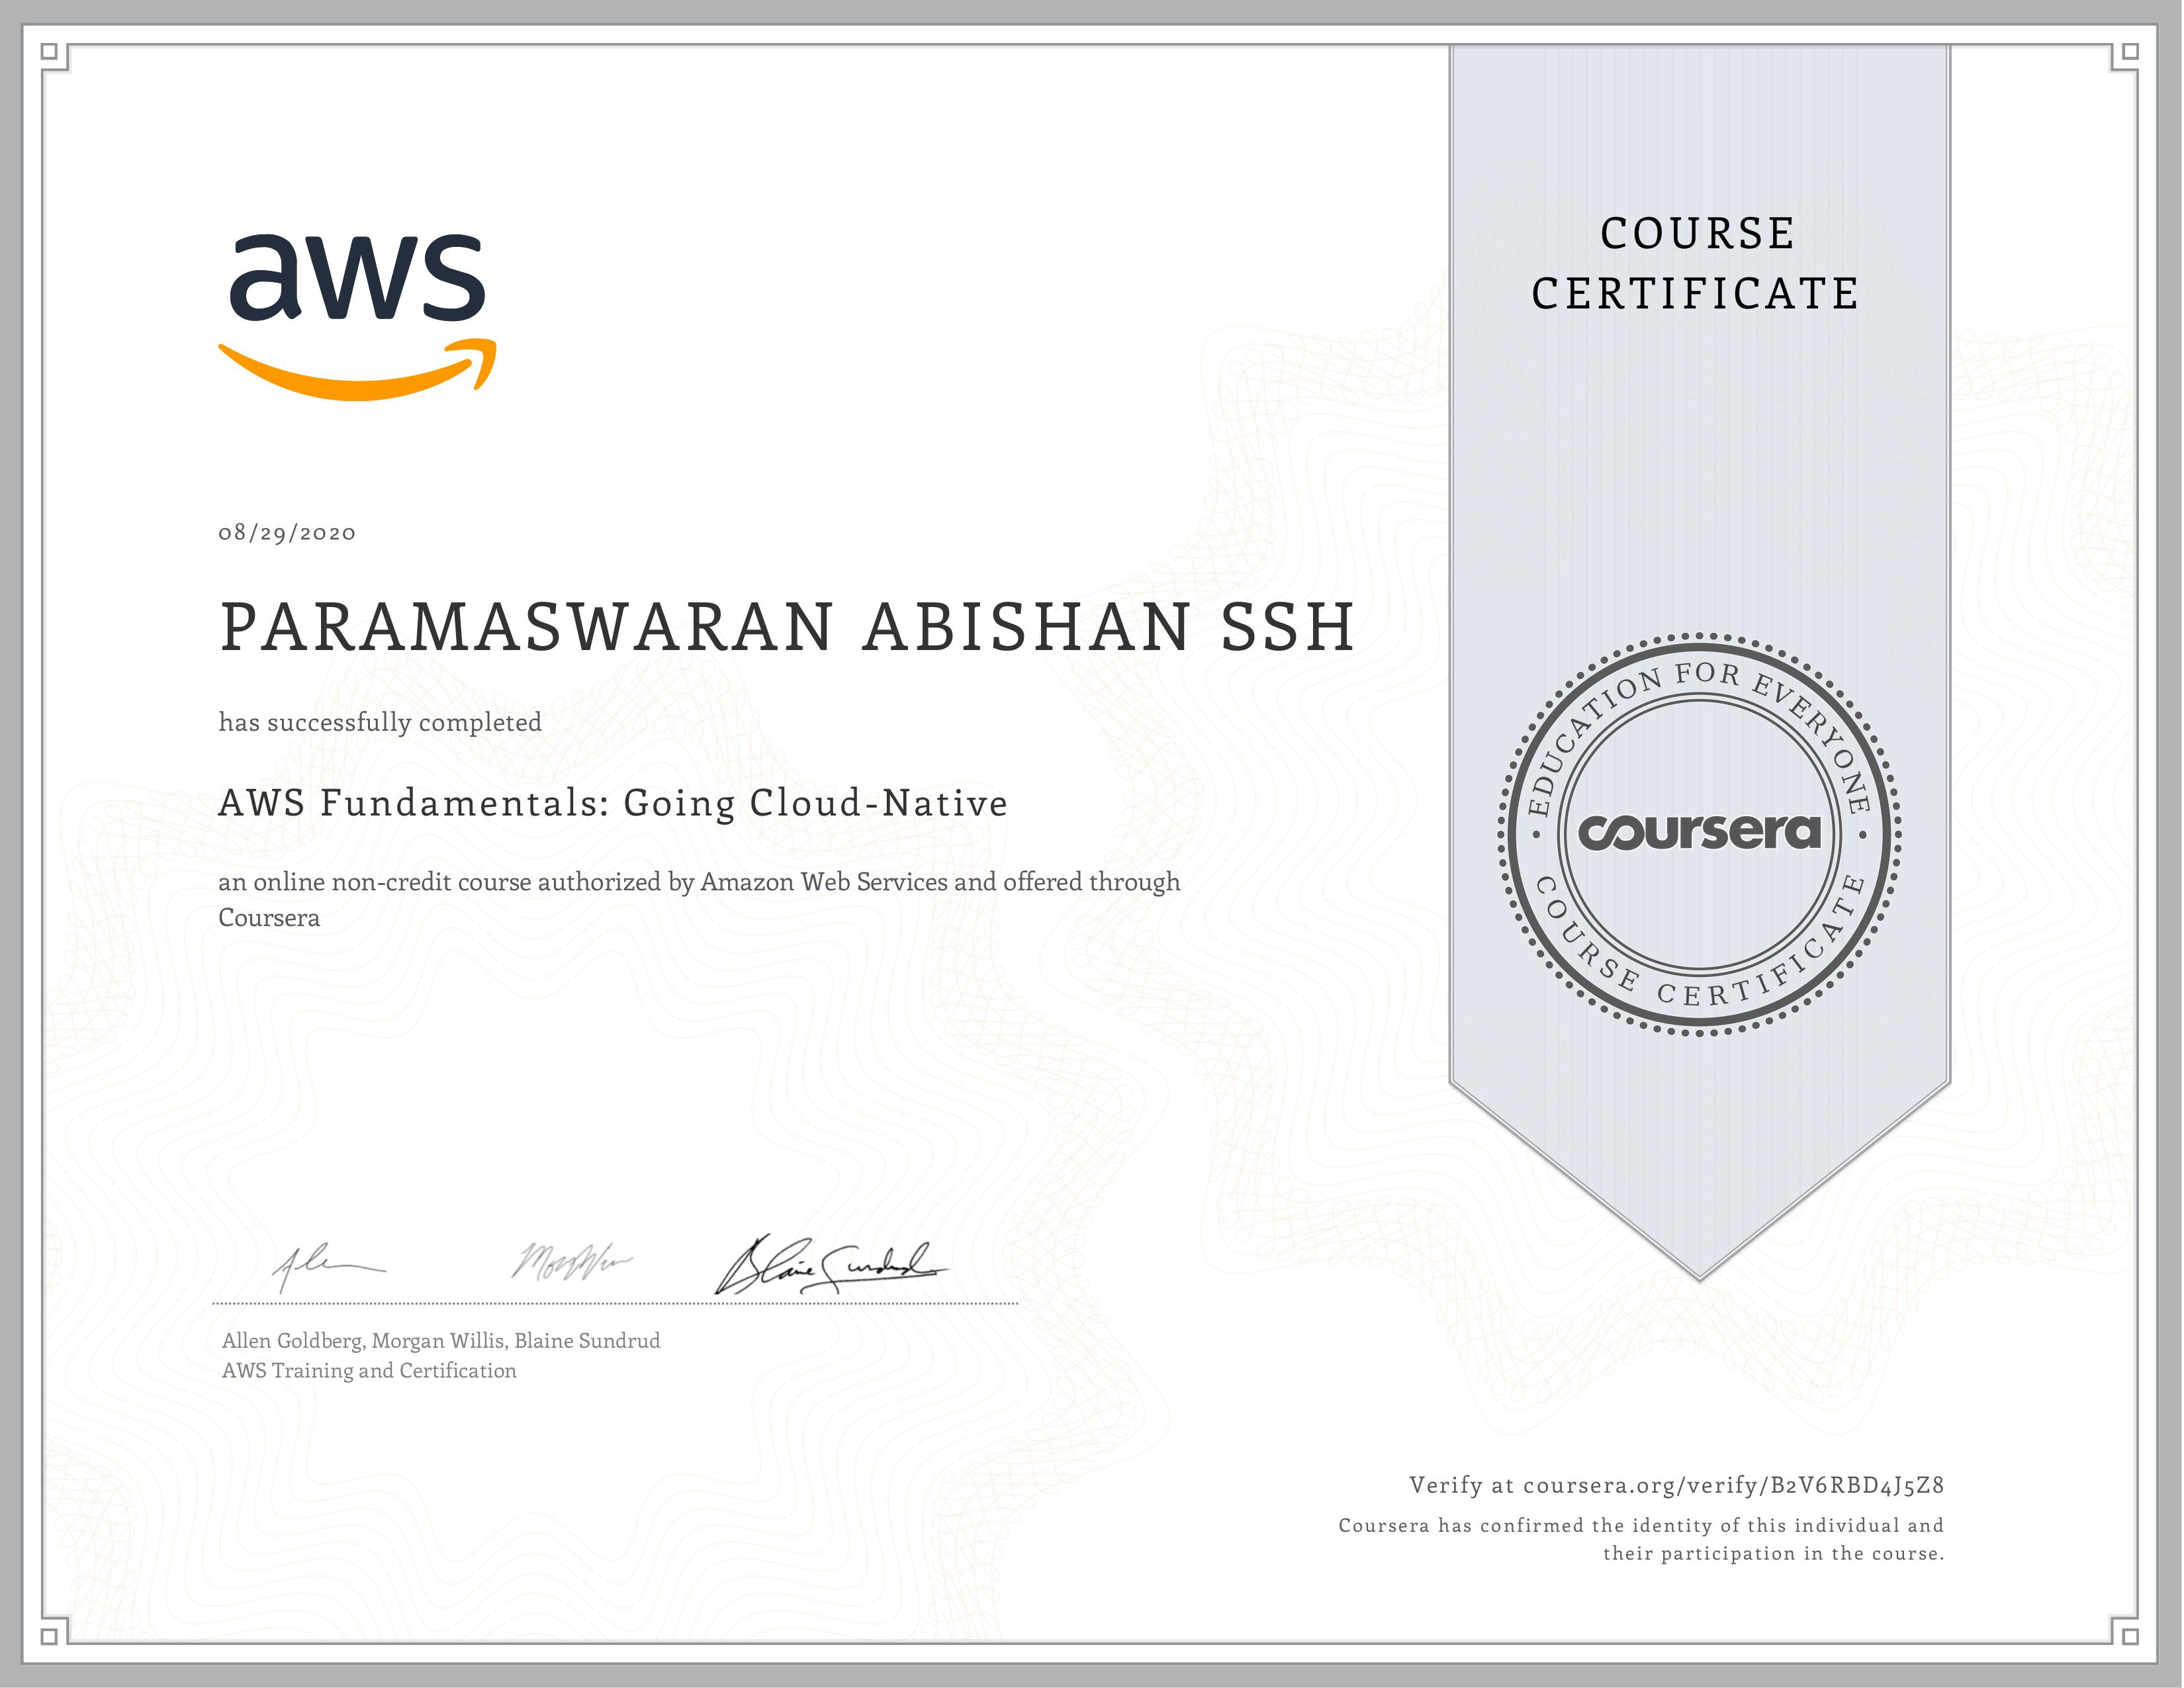 aws
COURSE
CERTIFICATE
08/29/2020
PARAMASWARAN ABISHAN SSH
has successfully completed
AWS Fundamentals: Going Cloud-Native
an online non-credit course authorized by Amazon Web Services and offered through
Coursera
EDUCATION FOR EVERYONE
coursera
COURSE CERTIFICATE
Allen Goldberg, Morgan Willis, Blaine Sundrud
AWS Training and Certification
Verify at coursera.org/verify/B2V6RBD4J5Z8
Coursera has confirmed the identity of this individual and
their participation in the course.